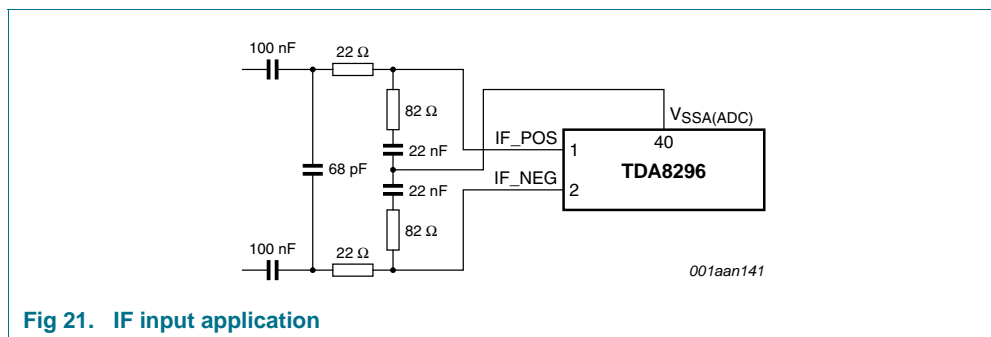 100 nF
22 Ω
82 Ω
VSSA(ADC)
IF_POS
40
22 nF
1
68 pF
TDA8296
IF_NEG
22 nF
2
82 Ω
100 nF
22 Ω
001aan141
Fig 21. IF input application